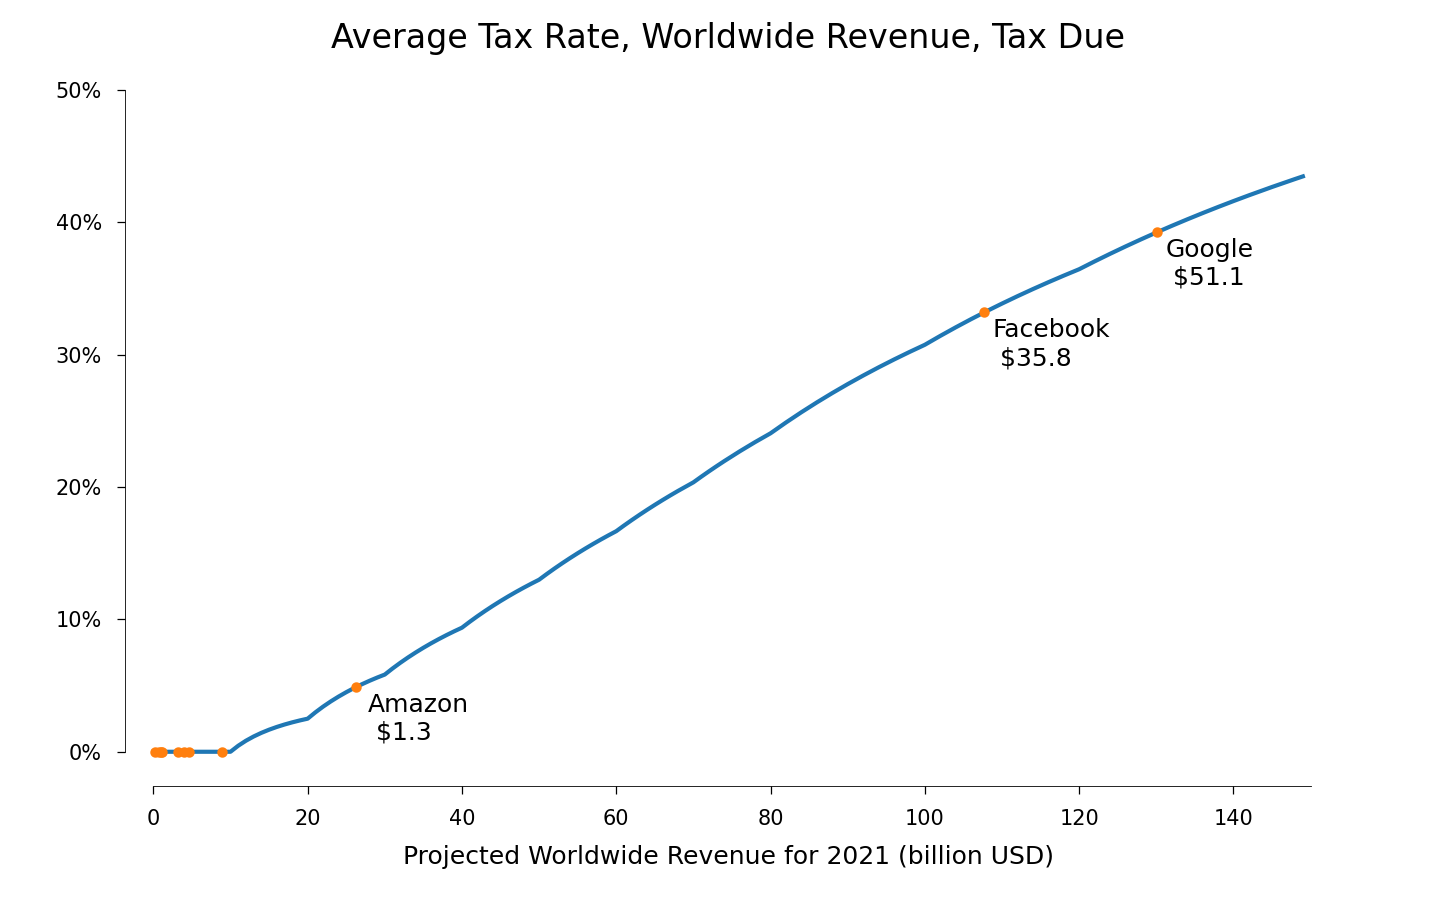 Average Tax Rate, Worldwide Revenue, Tax Due
50%
40%
30%
20%
10%
0%
Google
$51.1
Facebook
$35.8
Amazon
$1.3
0 20 40 60 80 100 120 140
Projected Worldwide Revenue for 2021 (billion USD)